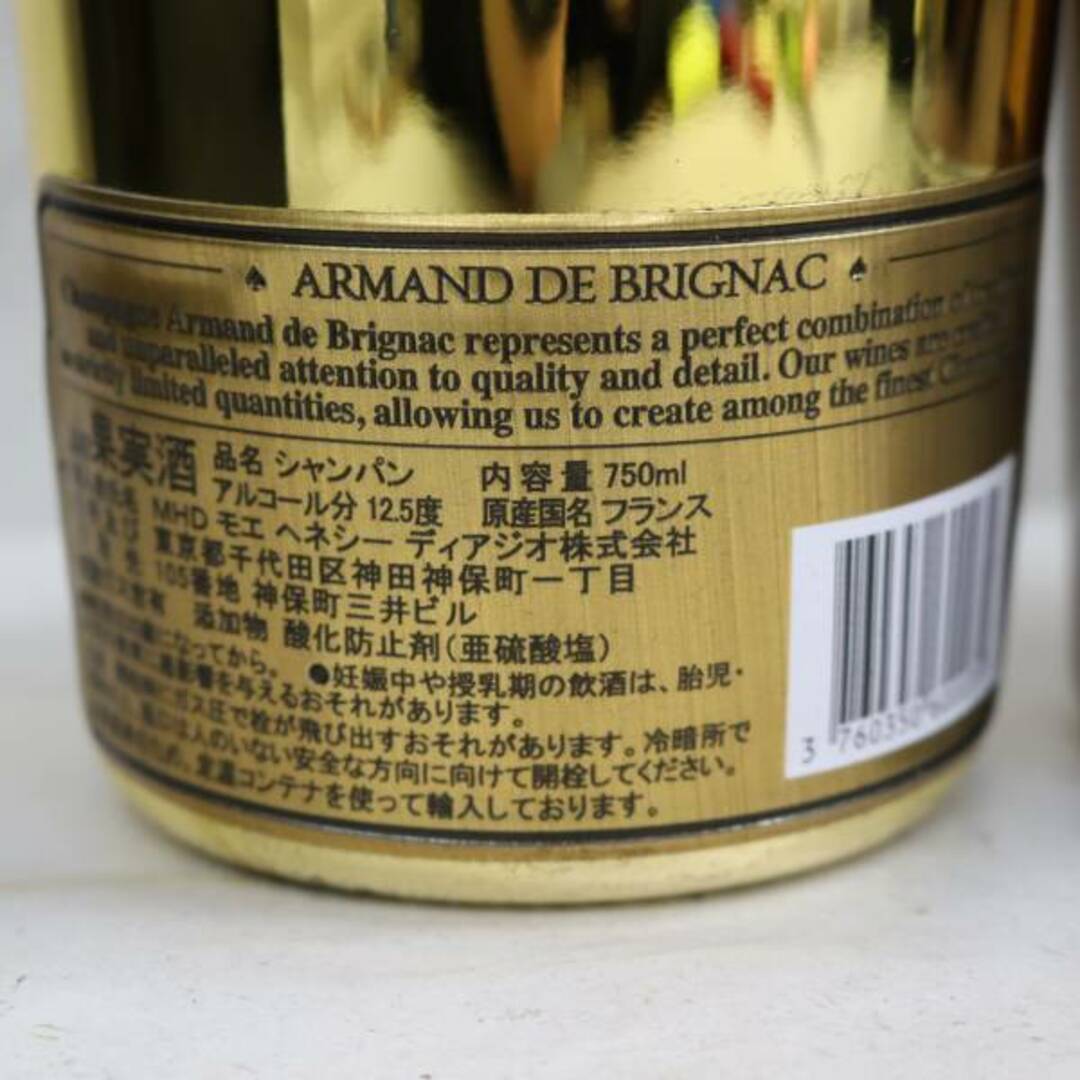 ARMAND DE BRIGNAC
Champagne Armand de Brignac represents a perfect combination
and unparalleled attention to quality and detail. Our wines are
limited quantities, allowing us to create among the finest
果実酒 品名 シャンパン 内容量 750ml
アルコール分 12.5度 原産国名 フランス
MHD モエ ヘネシー ディアジオ株式会社
東京都千代田区神田神保町一丁目
105番地 神保町三井ビル
添加物 酸化防止剤(亜硫酸塩)
になってから。 ●妊娠中や授乳期の飲酒は、胎児・
影響を与えるおそれがあります。
ガス圧で栓が飛び出すおそれがあります。冷暗所で
人のいない安全な方向に向けて開栓してください。
定温コンテナを使って輸入しております。
3 760350